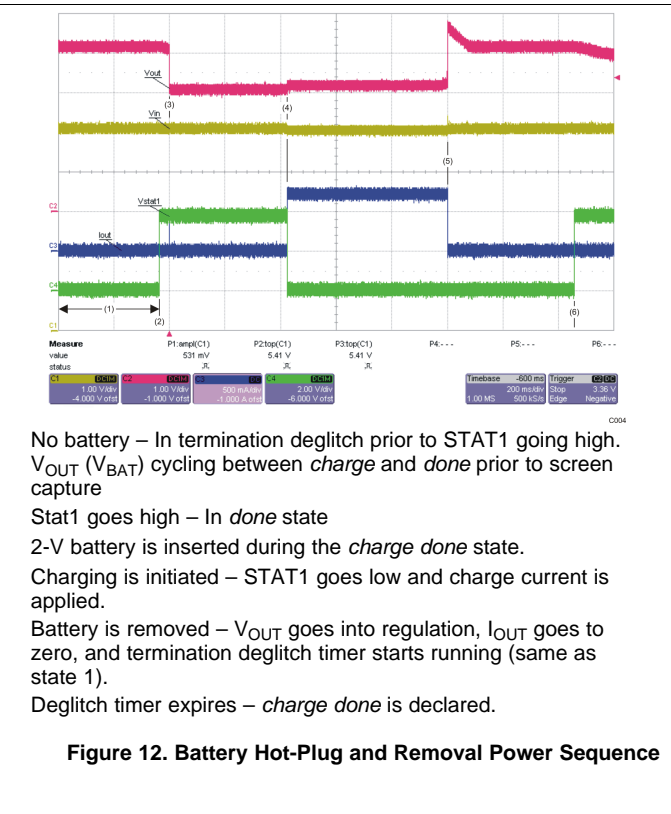 Vout
(3)
(4)
Vin
(5)
C2
Vstat1
Iout
C3
C4
(1)
(2)
(6)
C1
Measure P1:ampl(C1) P2:top(C1) P3:top(C1) P4:- - - P5:- - - P6:- - -
value 531 mV 5.41 V 5.41 V
status
C1 DC1M C2 DC1M C3 DC C4 DC1M Timebase -600 ms Trigger C2 DC
1.00 V/div 1.00 V/div 500 mA/div 2.00 V/div 200 ms/div Stop 3.36 V
-4.000 V ofst -1.000 V ofst -1.000 A ofst -6.000 V ofst 1.00 MS 500 kS/s Edge Negative
C004
No battery – In termination deglitch prior to STAT1 going high.
VOUT (VBAT) cycling between charge and done prior to screen
capture
Stat1 goes high – In done state
2-V battery is inserted during the charge done state.
Charging is initiated – STAT1 goes low and charge current is
applied.
Battery is removed – VOUT goes into regulation, IOUT goes to
zero, and termination deglitch timer starts running (same as
state 1).
Deglitch timer expires – charge done is declared.
Figure 12. Battery Hot-Plug and Removal Power Sequence